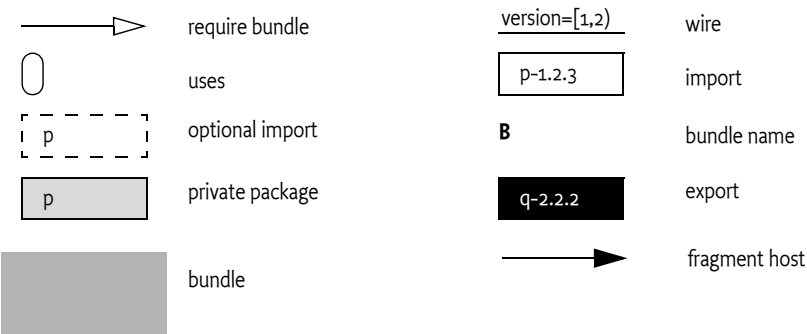 require bundle
version=[1,2)
wire
uses
p-1.2.3
import
p
optional import
B
bundle name
p
private package
q-2.2.2
export
bundle
fragment host